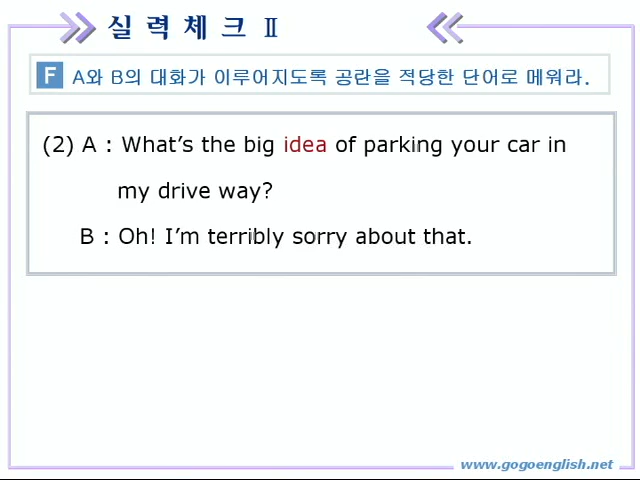 실 력 체 크 Ⅱ
F A와 B의 대화가 이루어지도록 공란을 적당한 단어로 메워라.
(2) A : What’s the big idea of parking your car in
my drive way?
B : Oh! I’m terribly sorry about that.
www.gogoenglish.net